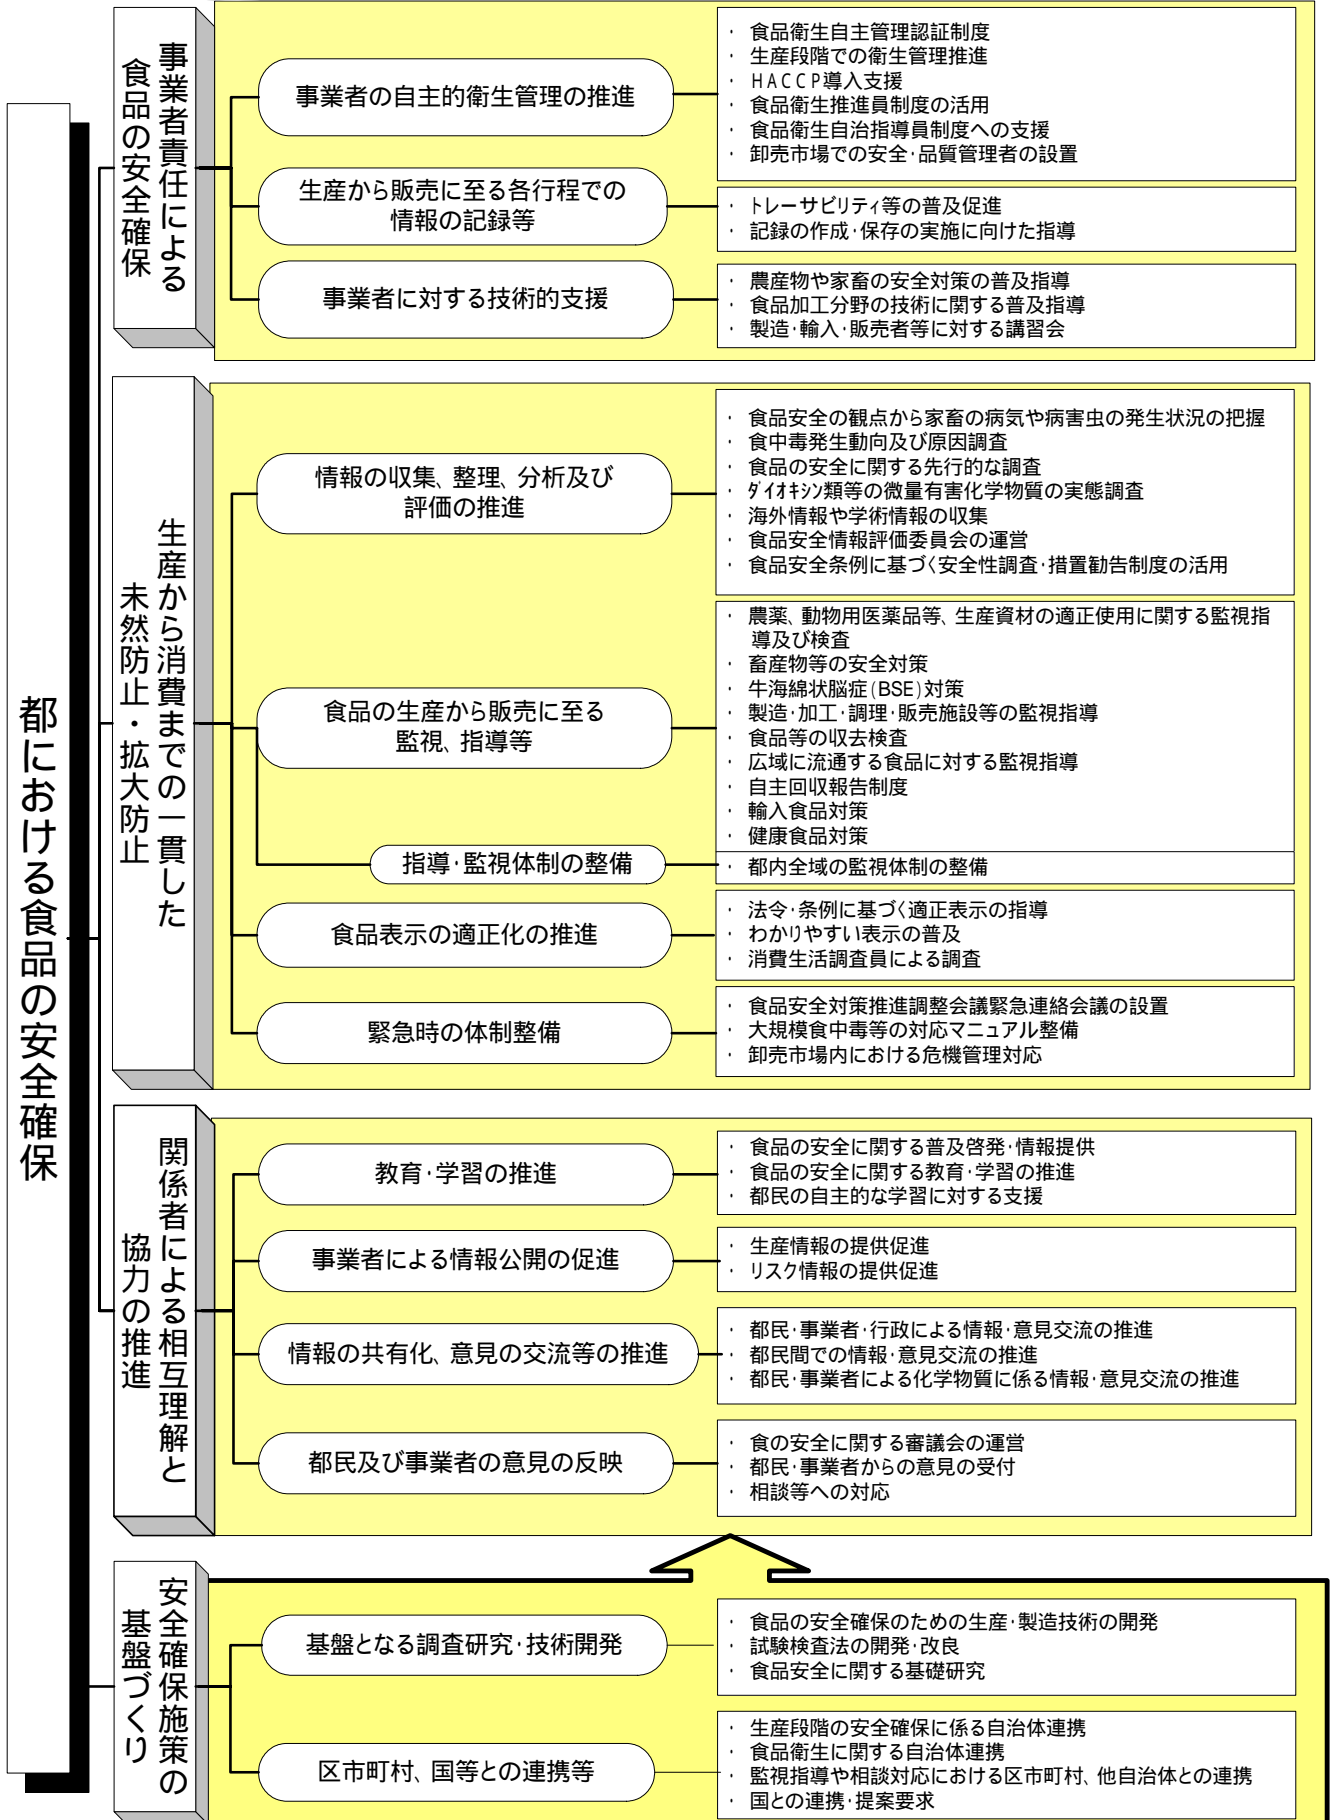 都における食品の安全確保
事業者責任による
食品の安全確保
事業者の自主的衛生管理の推進
・ 食品衛生自主管理認証制度
・ 生産段階での衛生管理推進
・ HACCP導入支援
・ 食品衛生推進員制度の活用
・ 食品衛生自治指導員制度への支援
・ 卸売市場での安全・品質管理者の設置
生産から販売に至る各行程での
情報の記録等
・ トレーサビリティ等の普及促進
・ 記録の作成・保存の実施に向けた指導
事業者に対する技術的支援
・ 農産物や家畜の安全対策の普及指導
・ 食品加工分野の技術に関する普及指導
・ 製造・輸入・販売者等に対する講習会
生産から消費までの一貫した
未然防止・拡大防止
情報の収集、整理、分析及び
評価の推進
・ 食品安全の観点から家畜の病気や病害虫の発生状況の把握
・ 食中毒発生動向及び原因調査
・ 食品の安全に関する先行的な調査
・ ダイオキシン類等の微量有害化学物質の実態調査
・ 海外情報や学術情報の収集
・ 食品安全情報評価委員会の運営
・ 食品安全条例に基づく安全性調査・措置勧告制度の活用
食品の生産から販売に至る
監視、指導等
・ 農薬、動物用医薬品等、生産資材の適正使用に関する監視指
導及び検査
・ 畜産物等の安全対策
・ 牛海綿状脳症(BSE)対策
・ 製造・加工・調理・販売施設等の監視指導
・ 食品等の収去検査
・ 広域に流通する食品に対する監視指導
・ 自主回収報告制度
・ 輸入食品対策
・ 健康食品対策
指導・監視体制の整備
・ 都内全域の監視体制の整備
食品表示の適正化の推進
・ 法令・条例に基づく適正表示の指導
・ わかりやすい表示の普及
・ 消費生活調査員による調査
緊急時の体制整備
・ 食品安全対策推進調整会議緊急連絡会議の設置
・ 大規模食中毒等の対応マニュアル整備
・ 卸売市場内における危機管理対応
関係者による相互理解と
協力の推進
教育・学習の推進
・ 食品の安全に関する普及啓発・情報提供
・ 食品の安全に関する教育・学習の推進
・ 都民の自主的な学習に対する支援
事業者による情報公開の促進
・ 生産情報の提供促進
・ リスク情報の提供促進
情報の共有化、意見の交流等の推進
・ 都民・事業者・行政による情報・意見交流の推進
・ 都民間での情報・意見交流の推進
・ 都民・事業者による化学物質に係る情報・意見交流の推進
都民及び事業者の意見の反映
・ 食の安全に関する審議会の運営
・ 都民・事業者からの意見の受付
・ 相談等への対応
安全確保施策の
基盤づくり
基盤となる調査研究・技術開発
・ 食品の安全確保のための生産・製造技術の開発
・ 試験検査法の開発・改良
・ 食品安全に関する基礎研究
区市町村、国等との連携等
・ 生産段階の安全確保に係る自治体連携
・ 食品衛生に関する自治体連携
・ 監視指導や相談対応における区市町村、他自治体との連携
・ 国との連携・提案要求